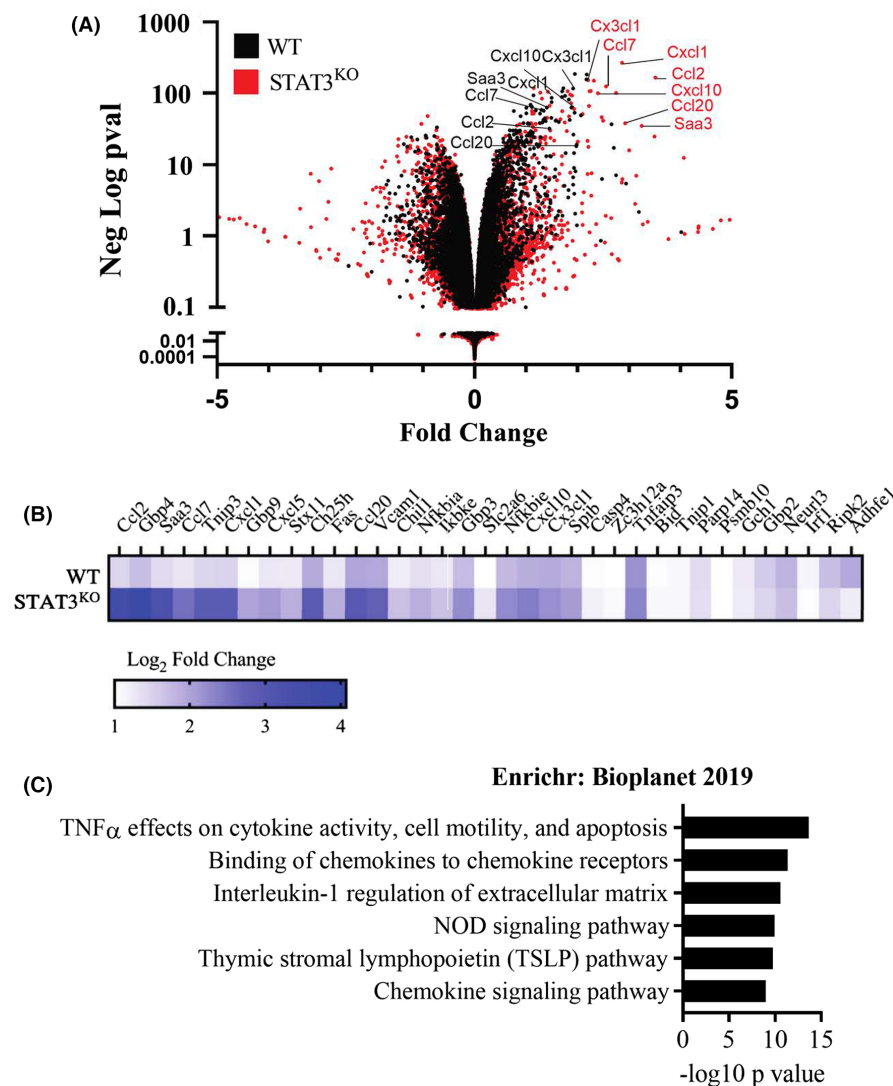 (A)
WT
STAT3KO
Neg Log pval
1000
100
10
1
0.1
0.01
0.0001
Cx3cl1
Ccl7
Cxcl1
Ccl2
Cxcl10
Ccl20
Saa3
Cxcl10
Cx3cl1
Saa3
Cxcl1
Ccl7
Ccl2
Ccl20
-5
0
5
Fold Change
(B)
Ccl2
Gbp4
Saa3
Ccl7
Tnip3
Cxcl1
Gbp9
Cxcl5
Stx11
Ch25h
Fas
Ccl20
Vcam1
Chil1
Nfkbia
Ikbke
Gbp3
Slc2a6
Nfkbie
Cxcl10
Cx3cl1
Spib
Casp4
Zc3h12a
Tnfaip3
Bid
Tnip1
Parp14
Psmb10
Gch1
Gbp2
Neurl3
Irf1
Ripk2
Adhfe1
WT
STAT3KO
Log2 Fold Change
1 2 3 4
(C)
Enrichr: Bioplanet 2019
TNFα effects on cytokine activity, cell motility, and apoptosis
Binding of chemokines to chemokine receptors
Interleukin-1 regulation of extracellular matrix
NOD signaling pathway
Thymic stromal lymphopoietin (TSLP) pathway
Chemokine signaling pathway
0 5 10 15
-log10 p value